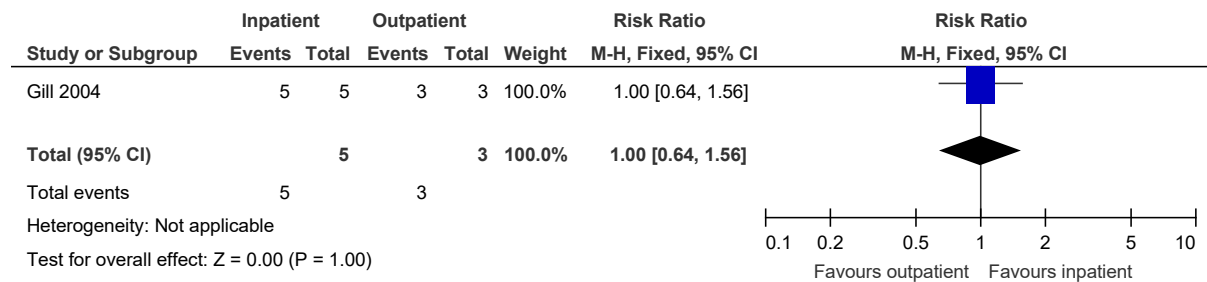 Inpatient Outpatient Risk Ratio Risk Ratio
Study or Subgroup Events Total Events Total Weight M-H, Fixed, 95% CI M-H, Fixed, 95% CI
Gill 2004 5 5 3 3 100.0% 1.00 [0.64, 1.56]
Total (95% CI) 5 3 100.0% 1.00 [0.64, 1.56]
Total events 5 3
Heterogeneity: Not applicable
Test for overall effect: Z = 0.00 (P = 1.00)
0.1 0.2 0.5 1 2 5 10
Favours outpatient Favours inpatient